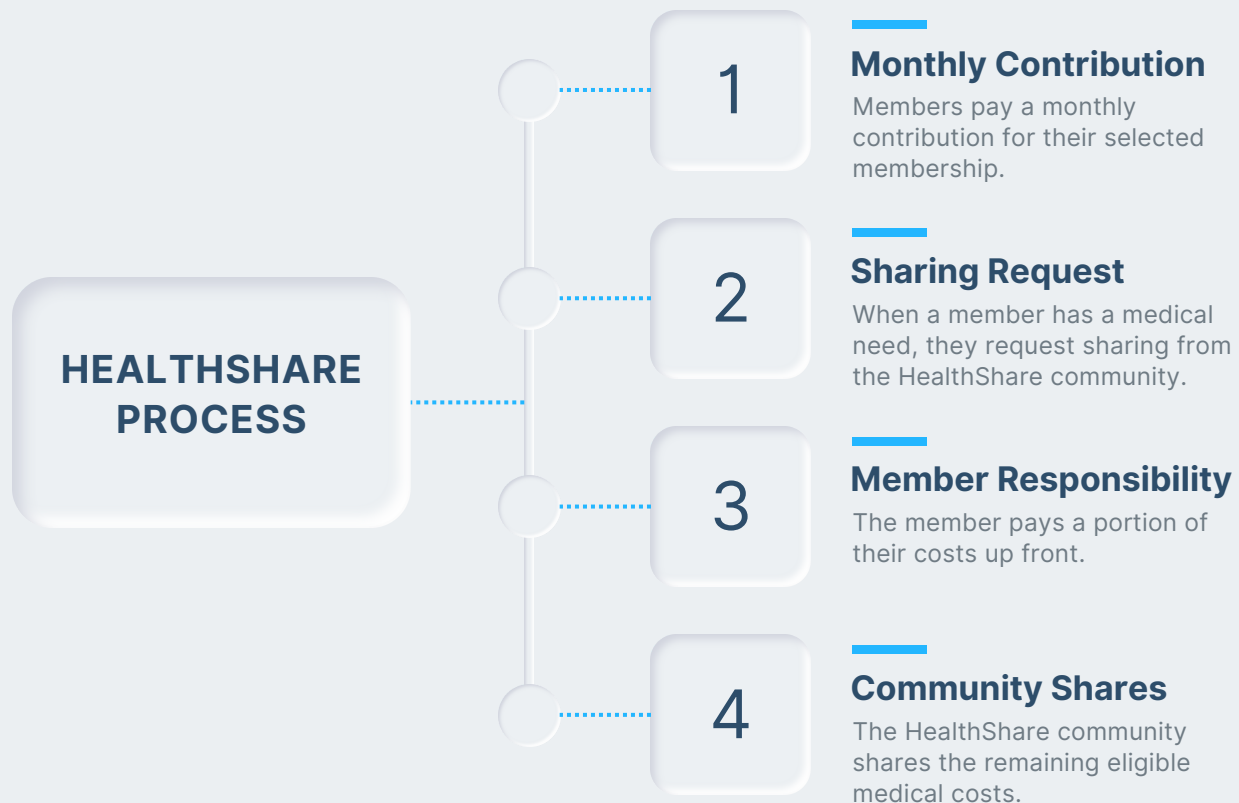 HEALTHSHARE
PROCESS
1
Monthly Contribution
Members pay a monthly
contribution for their selected
membership.
2
Sharing Request
When a member has a medical
need, they request sharing from
the HealthShare community.
3
Member Responsibility
The member pays a portion of
their costs up front.
4
Community Shares
The HealthShare community
shares the remaining eligible
medical costs.